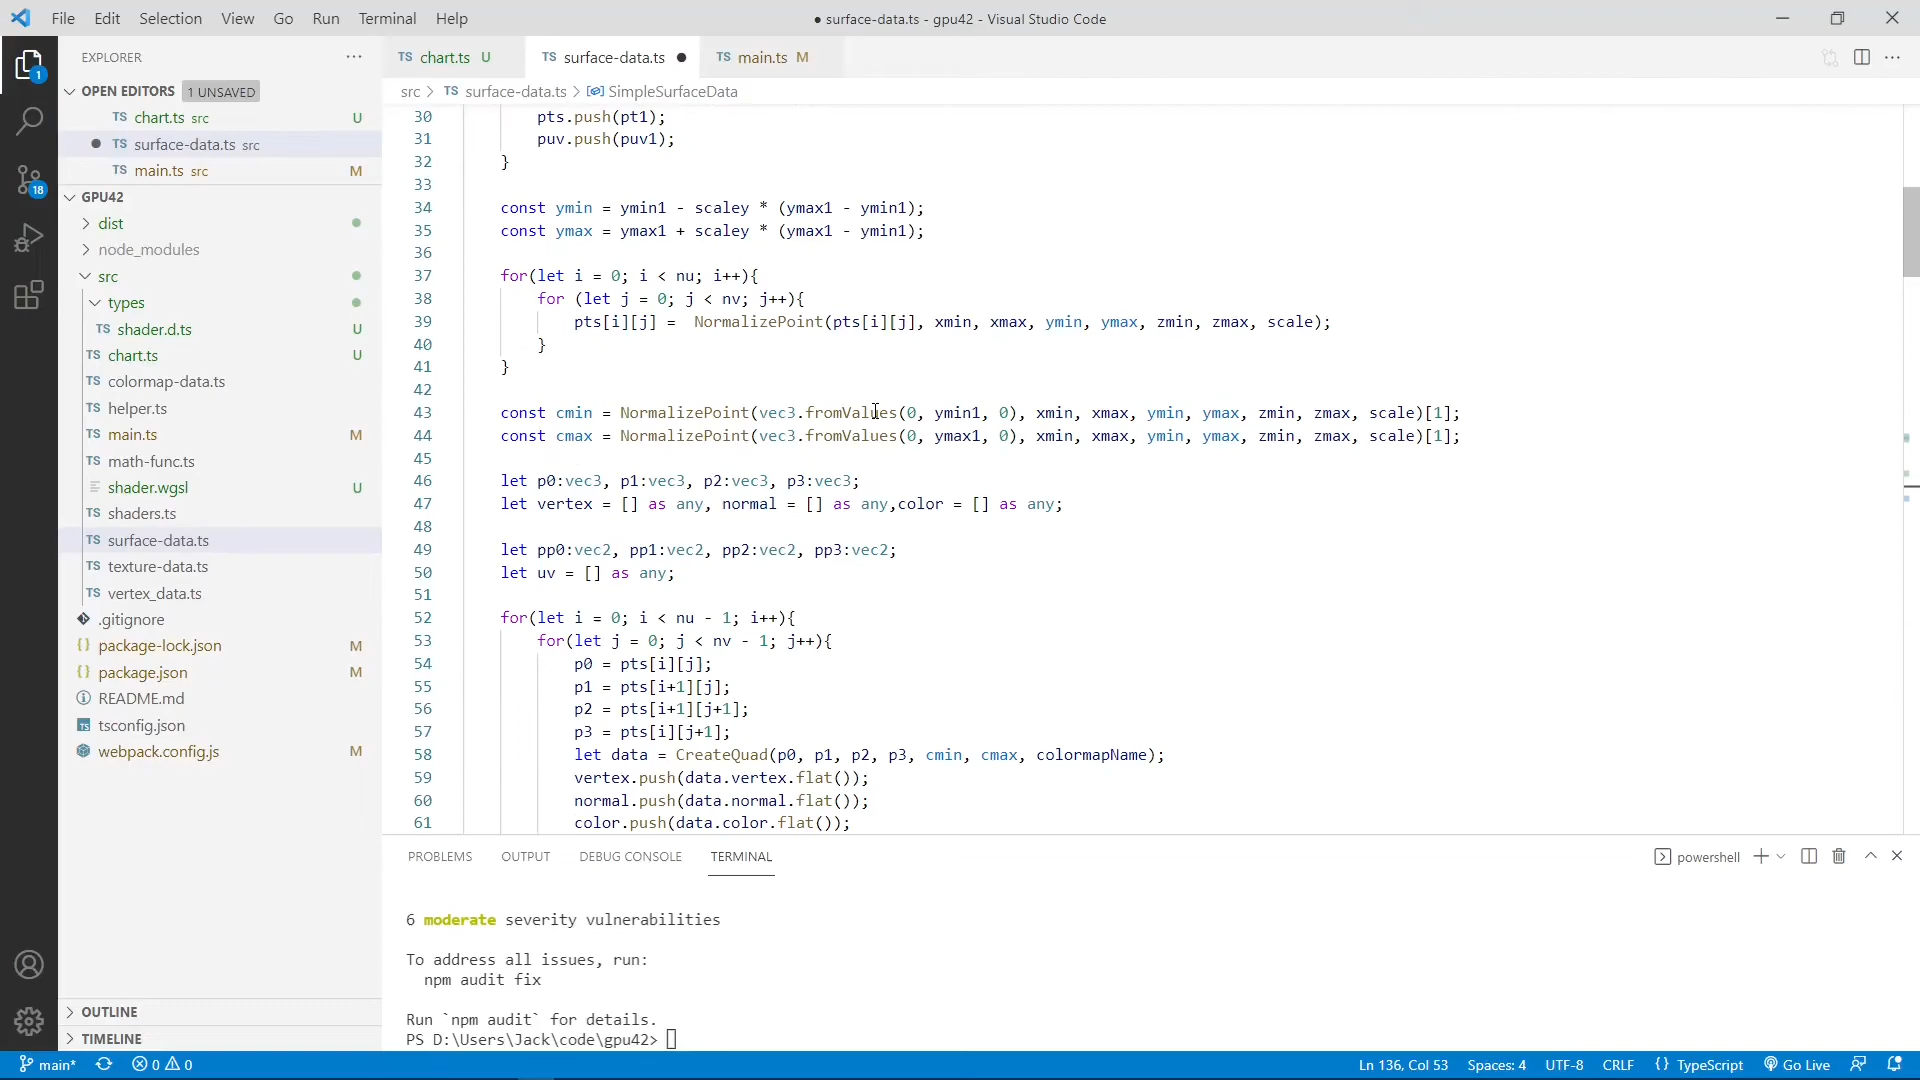 File Edit Selection View Go Run Terminal Help
● surface-data.ts - gpu42 - Visual Studio Code
EXPLORER
OPEN EDITORS 1 UNSAVED
TS chart.ts src U
TS surface-data.ts src
TS main.ts src M
GPU42
dist
node_modules
src
types
TS shader.d.ts U
TS chart.ts U
TS colormap-data.ts
TS helper.ts
TS main.ts M
TS math-func.ts
shader.wgsl U
TS shaders.ts
TS surface-data.ts
TS texture-data.ts
TS vertex_data.ts
.gitignore
package-lock.json M
package.json M
README.md
tsconfig.json
webpack.config.js M
OUTLINE
TIMELINE
1
18
TS chart.ts U
TS surface-data.ts ●
TS main.ts M
src > TS surface-data.ts > SimpleSurfaceData
30 pts.push(pt1);
31 puv.push(puv1);
32 }
33
34 const ymin = ymin1 - scaley * (ymax1 - ymin1);
35 const ymax = ymax1 + scaley * (ymax1 - ymin1);
36
37 for(let i = 0; i < nu; i++){
38 for (let j = 0; j < nv; j++){
39 pts[i][j] =  NormalizePoint(pts[i][j], xmin, xmax, ymin, ymax, zmin, zmax, scale);
40 }
41 }
42
43 const cmin = NormalizePoint(vec3.fromValues(0, ymin1, 0), xmin, xmax, ymin, ymax, zmin, zmax, scale)[1];
44 const cmax = NormalizePoint(vec3.fromValues(0, ymax1, 0), xmin, xmax, ymin, ymax, zmin, zmax, scale)[1];
45
46 let p0:vec3, p1:vec3, p2:vec3, p3:vec3;
47 let vertex = [] as any, normal = [] as any,color = [] as any;
48
49 let pp0:vec2, pp1:vec2, pp2:vec2, pp3:vec2;
50 let uv = [] as any;
51
52 for(let i = 0; i < nu - 1; i++){
53 for(let j = 0; j < nv - 1; j++){
54 p0 = pts[i][j];
55 p1 = pts[i+1][j];
56 p2 = pts[i+1][j+1];
57 p3 = pts[i][j+1];
58 let data = CreateQuad(p0, p1, p2, p3, cmin, cmax, colormapName);
59 vertex.push(data.vertex.flat());
60 normal.push(data.normal.flat());
61 color.push(data.color.flat());
PROBLEMS OUTPUT DEBUG CONSOLE TERMINAL
powershell
6 moderate severity vulnerabilities
To address all issues, run:
npm audit fix
Run `npm audit` for details.
PS D:\Users\Jack\code\gpu42>
main* 0 0
Ln 136, Col 53 Spaces: 4 UTF-8 CRLF TypeScript Go Live